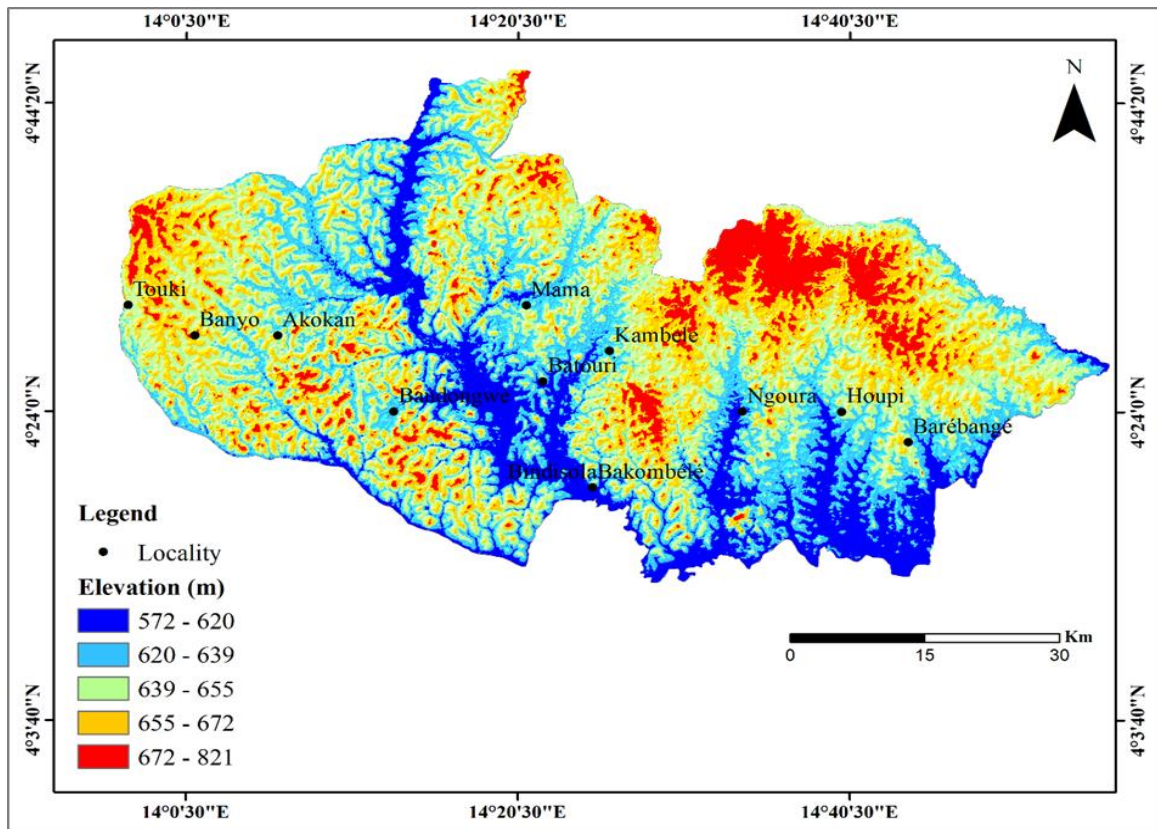 14°0'30"E 14°20'30"E 14°40'30"E
N
4°44'20"N 4°44'20"N
Touki
Mama
Banyo Akokan
Kambele
Batouri
4°24'0"N 4°24'0"N
Bandongwe
Ngoura Houpi
Barébangé
BindisolaBakombélé
Legend
Locality
Elevation (m)
572 - 620
620 - 639
639 - 655
655 - 672
672 - 821
Km
0 15 30
4°3'40"N 4°3'40"N
14°0'30"E 14°20'30"E 14°40'30"E